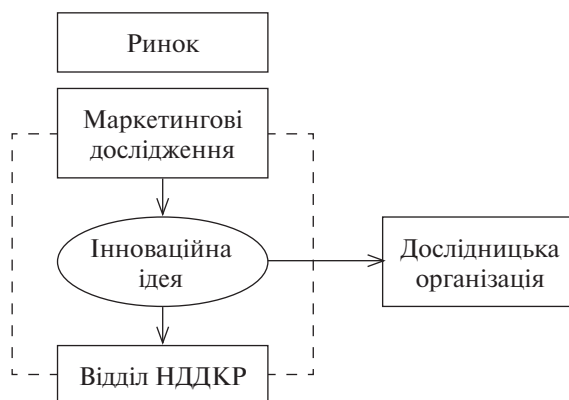 Ринок
Маркетингові
дослідження
Інноваційна
ідея
Дослідницька
організація
Відділ НДДКР